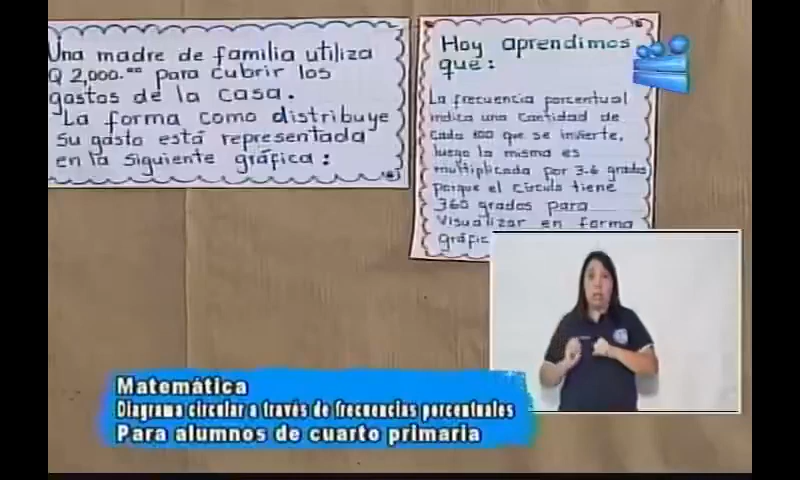 Una madre de familia utiliza
Q 2,000.ºº para cubrir los
gastos de la casa.
La forma como distribuye
su gasto está representada
en la siguiente gráfica:
Hoy aprendimos
que:
La frecuencia porcentual
indica una cantidad de
cada 100 que se invierte,
luego la misma es
multiplicada por 3.6 grados
porque el círculo tiene
360 grados para
visualizar en forma
gráfic
Matemática
Diagrama circular a través de frecuencias porcentuales
Para alumnos de cuarto primaria